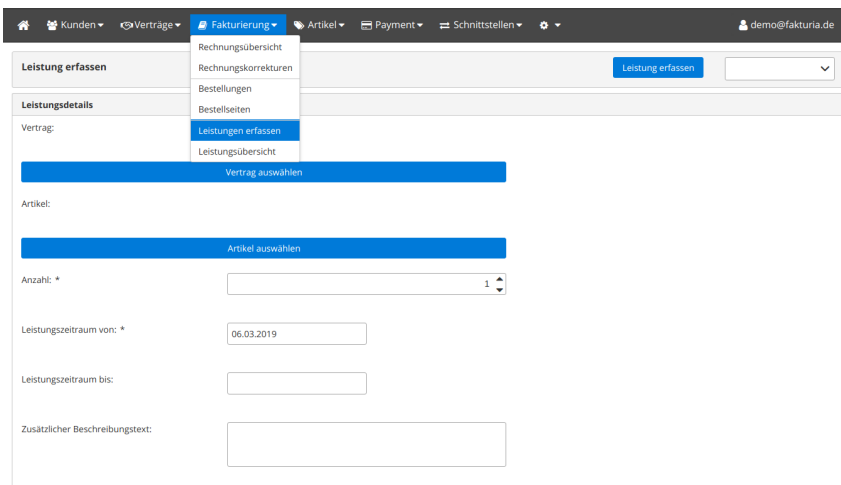 Kunden Verträge Fakturierung Artikel Payment Schnittstellen demo@fakturia.de
Rechnungsübersicht
Rechnungskorrekturen
Bestellungen
Bestellseiten
Leistungen erfassen
Leistungsübersicht
Leistung erfassen Leistung erfassen
Leistungsdetails
Vertrag:
Vertrag auswählen
Artikel:
Artikel auswählen
Anzahl: * 1
Leistungszeitraum von: * 06.03.2019
Leistungszeitraum bis:
Zusätzlicher Beschreibungstext: